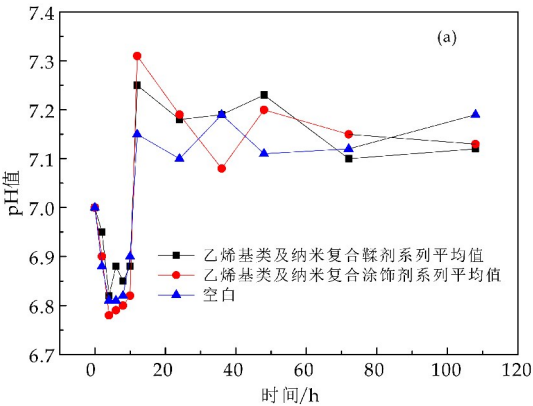 (a)
7.4
7.3
7.2
7.1
7.0
6.9
6.8
6.7
pH值
乙烯基类及纳米复合鞣剂系列平均值
乙烯基类及纳米复合涂饰剂系列平均值
空白
0 20 40 60 80 100 120
时间/h